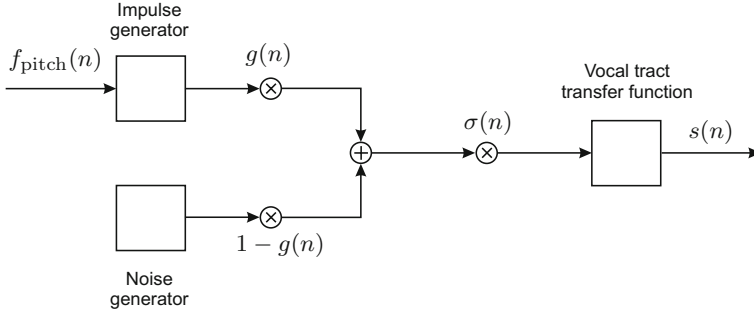 Impulse
generator
f_pitch(n)
g(n)
Vocal tract
transfer function
σ(n)
s(n)
1 − g(n)
Noise
generator